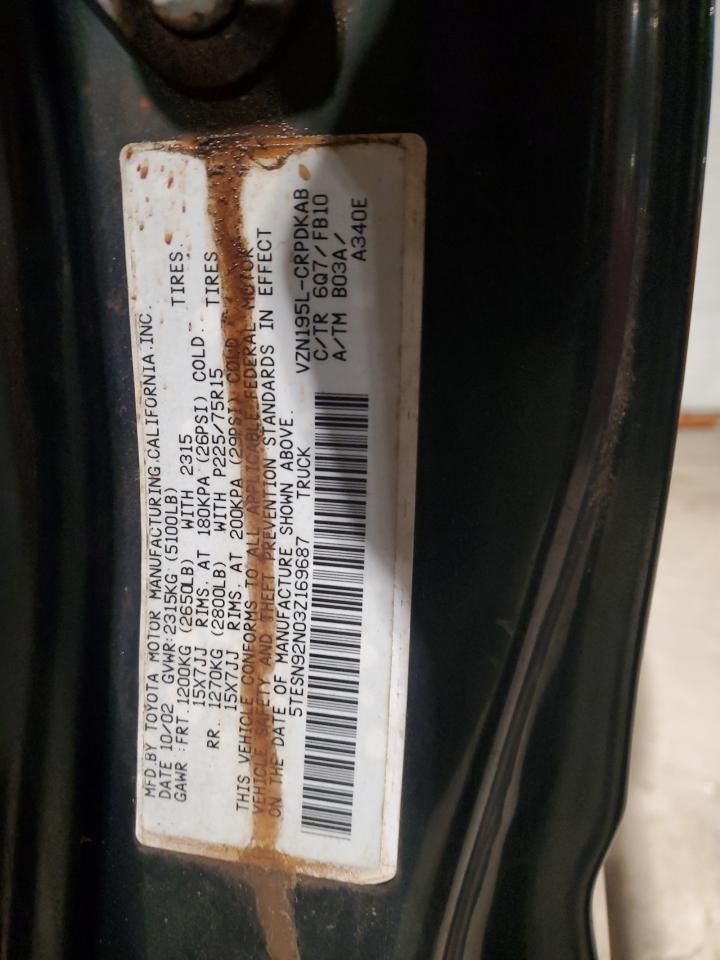 MFD.BY TOYOTA MOTOR MANUFACTURING.CALIFORNIA.INC.
DATE 10/02 GVWR:2315KG (5100LB)
GAWR :FRT.1200KG (2650LB) WITH 2315 TIRES.
15X7JJ RIMS. AT 180KPA (26PSI) COLD.
RR. 1270KG (2800LB) WITH P225/75R15 TIRES
15X7JJ RIMS. AT 200KPA (29PSI) COLD
THIS VEHICLE CONFORMS TO ALL APPLICABLE FEDERAL MOTOR
VEHICLE SAFETY AND THEFT PREVENTION STANDARDS IN EFFECT
ON THE DATE OF MANUFACTURE SHOWN ABOVE.
5TESN92N03Z169687 TRUCK
VZN195L-CRPDKAB
C/TR 6Q7/FB10
A/TM B03A/
A340E